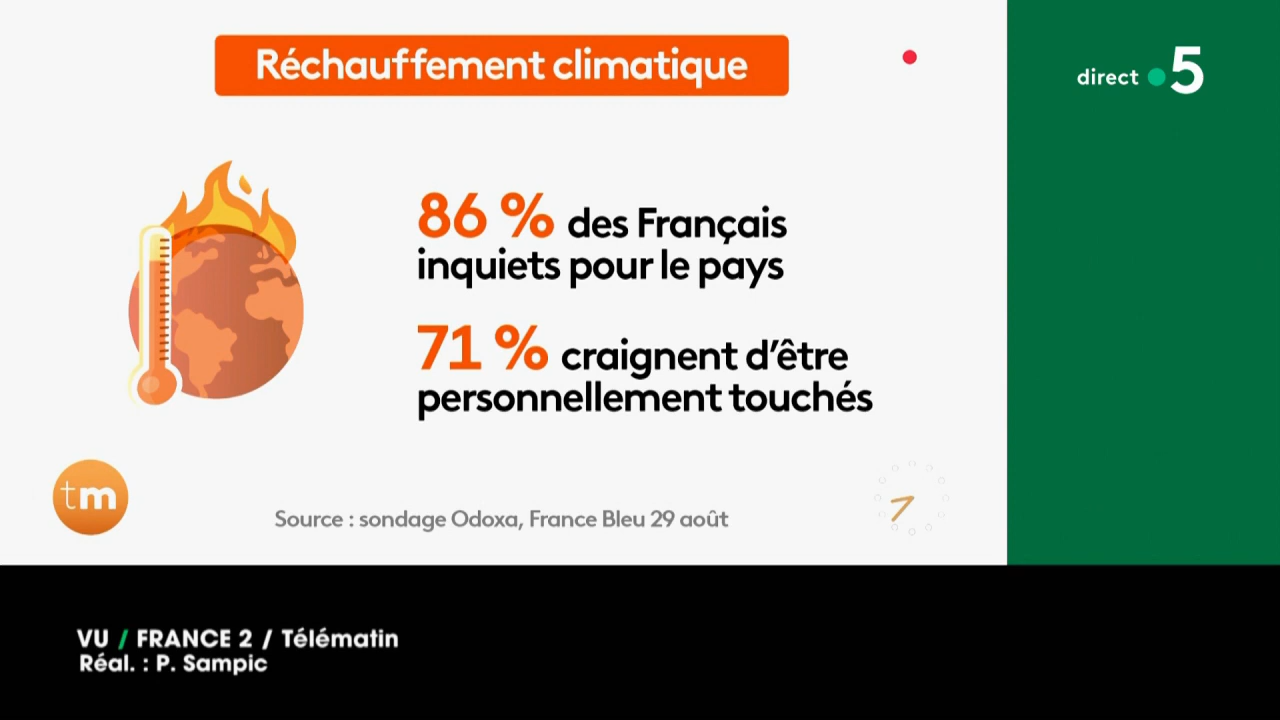 Réchauffement climatique
direct 5
86 % des Français
inquiets pour le pays
71 % craignent d'être
personnellement touchés
tm
Source : sondage Odoxa, France Bleu 29 août
VU / FRANCE 2 / Télématin
Réal. : P. Sampic